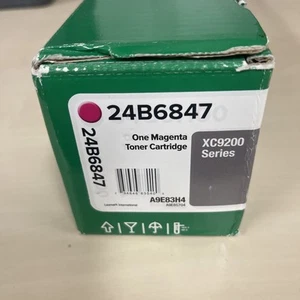 24B6847
One Magenta
Toner Cartridge
XC9200
Series
24B6847
A9E83H4